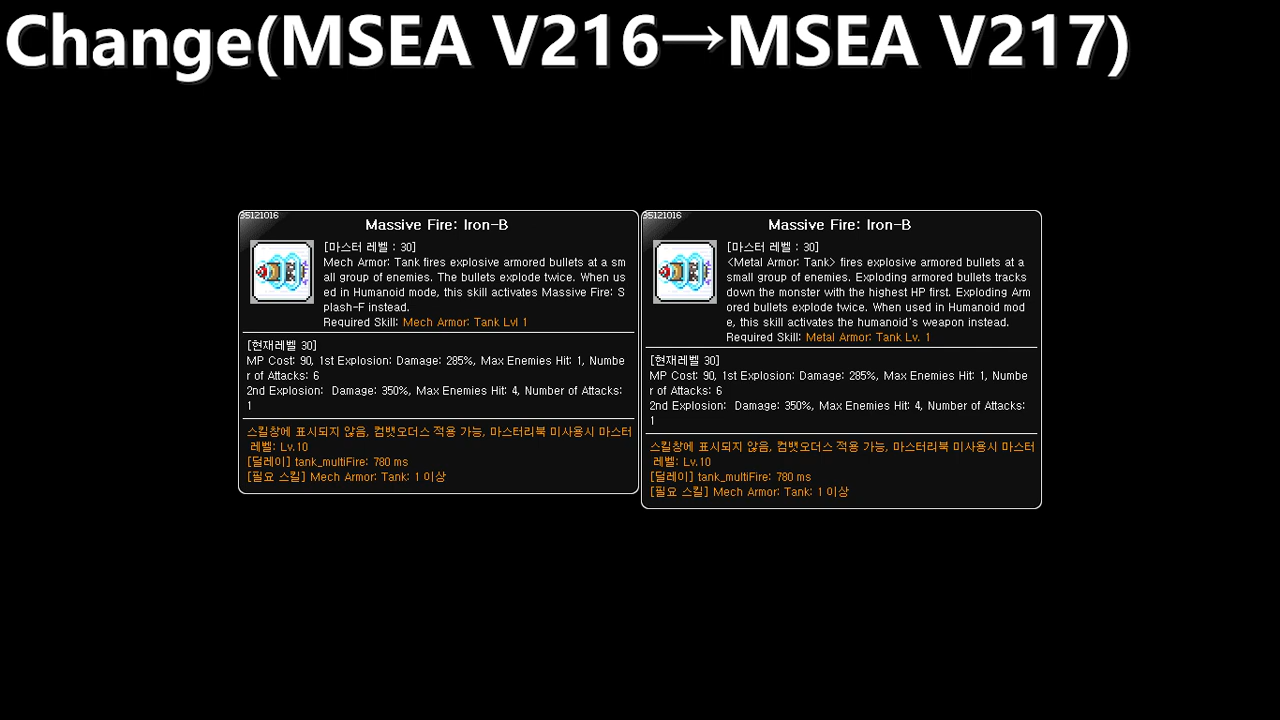 Change(MSEA V216→MSEA V217)
35121016
Massive Fire: Iron-B
[마스터 레벨 : 30]
Mech Armor: Tank fires explosive armored bullets at a sm
all group of enemies. The bullets explode twice. When us
ed in Humanoid mode, this skill activates Massive Fire: S
plash-F instead.
Required Skill: Mech Armor: Tank Lvl 1
[현재레벨 30]
MP Cost: 90, 1st Explosion: Damage: 285%, Max Enemies Hit: 1, Numbe
r of Attacks: 6
2nd Explosion:  Damage: 350%, Max Enemies Hit: 4, Number of Attacks:
1
스킬창에 표시되지 않음, 컴뱃오더스 적용 가능, 마스터리북 미사용시 마스터
레벨: Lv.10
[딜레이] tank_multiFire: 780 ms
[필요 스킬] Mech Armor: Tank: 1 이상
35121016
Massive Fire: Iron-B
[마스터 레벨 : 30]
<Metal Armor: Tank> fires explosive armored bullets at a
small group of enemies. Exploding armored bullets tracks
down the monster with the highest HP first. Exploding Arm
ored bullets explode twice. When used in Humanoid mod
e, this skill activates the humanoid's weapon instead.
Required Skill: Metal Armor: Tank Lv. 1
[현재레벨 30]
MP Cost: 90, 1st Explosion: Damage: 285%, Max Enemies Hit: 1, Numbe
r of Attacks: 6
2nd Explosion:  Damage: 350%, Max Enemies Hit: 4, Number of Attacks:
1
스킬창에 표시되지 않음, 컴뱃오더스 적용 가능, 마스터리북 미사용시 마스터
레벨: Lv.10
[딜레이] tank_multiFire: 780 ms
[필요 스킬] Mech Armor: Tank: 1 이상